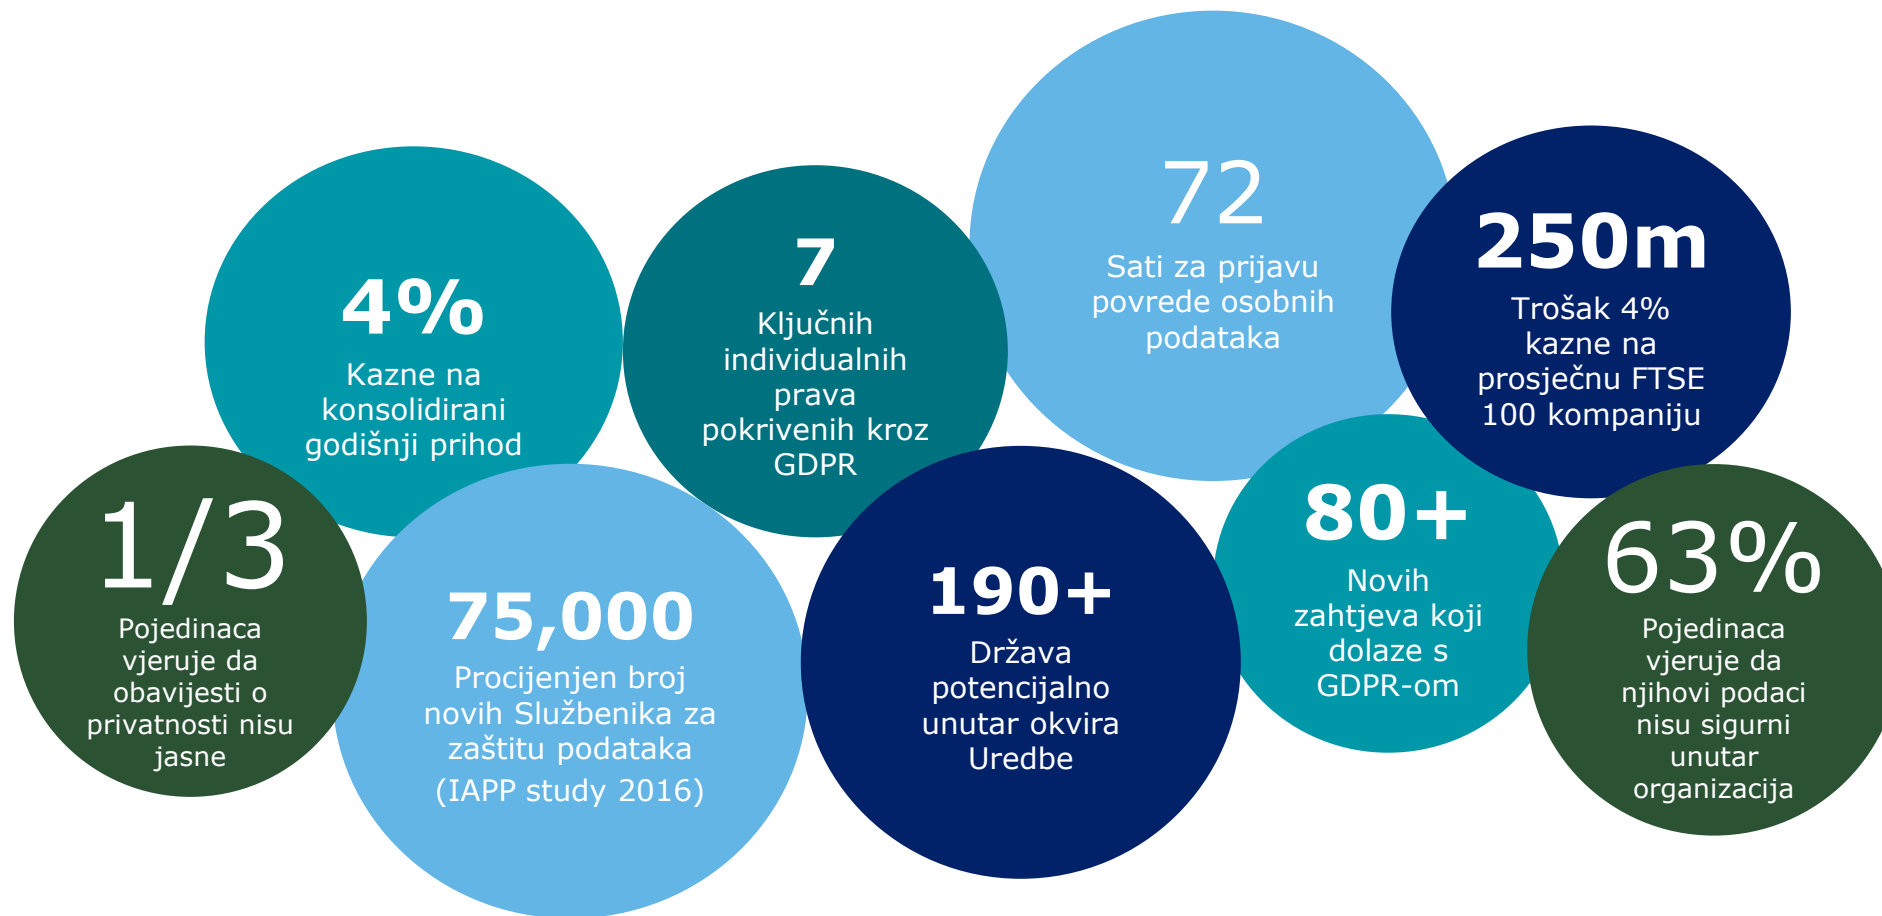 4%
Kazne na
konsolidirani
godišnji prihod
7
Ključnih
individualnih
prava
pokrivenih kroz
GDPR
72
Sati za prijavu
povrede osobnih
podataka
250m
Trošak 4%
kazne na
prosječnu FTSE
100 kompaniju
1/3
Pojedinaca
vjeruje da
obavijesti o
privatnosti nisu
jasne
75,000
Procijenjen broj
novih Službenika za
zaštitu podataka
(IAPP study 2016)
190+
Država
potencijalno
unutar okvira
Uredbe
80+
Novih
zahtjeva koji
dolaze s
GDPR-om
63%
Pojedinaca
vjeruje da
njihovi podaci
nisu sigurni
unutar
organizacija